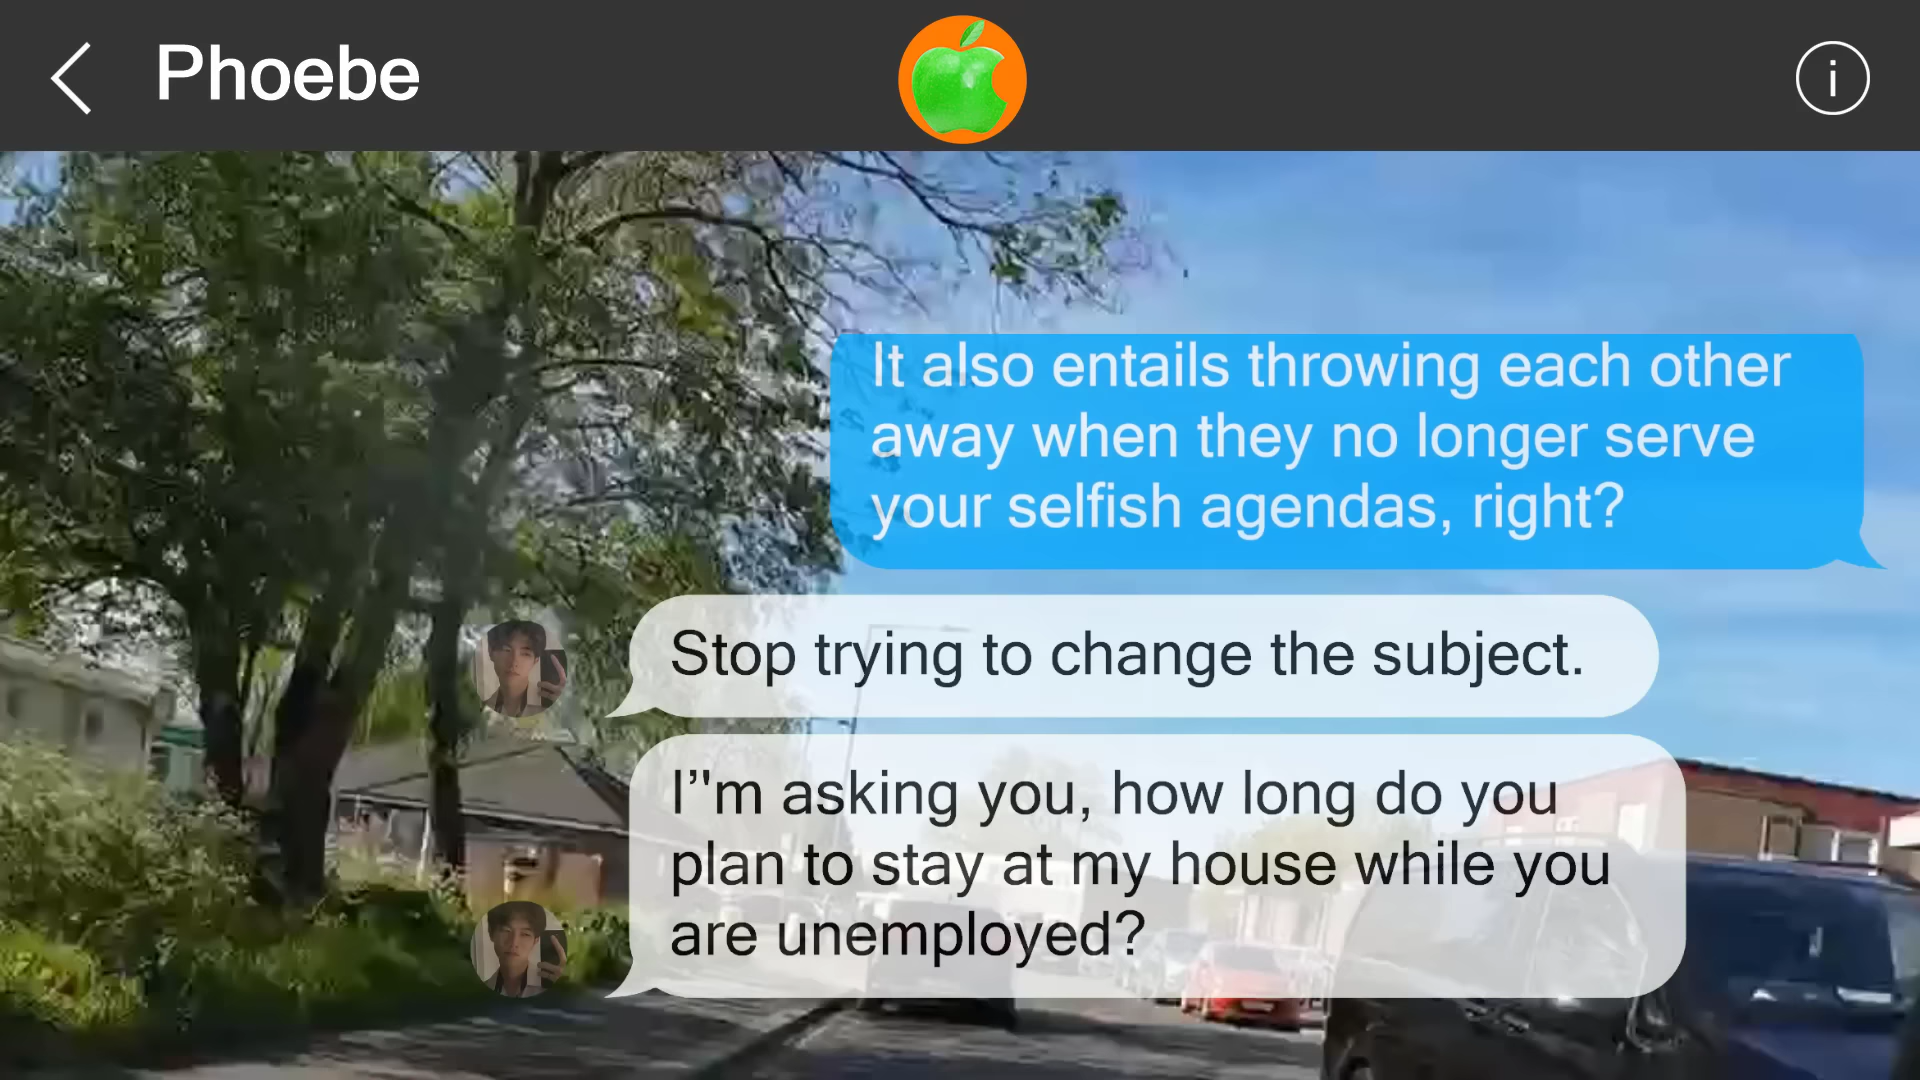 Phoebe
i
It also entails throwing each other
away when they no longer serve
your selfish agendas, right?
Stop trying to change the subject.
I’'m asking you, how long do you
plan to stay at my house while you
are unemployed?